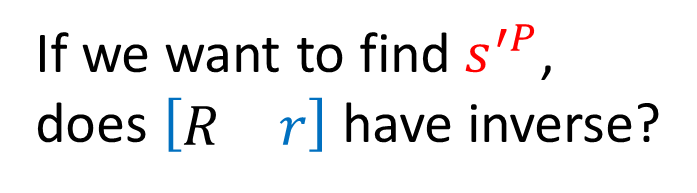 If we want to find s'ᴾ,
does [R r] have inverse?